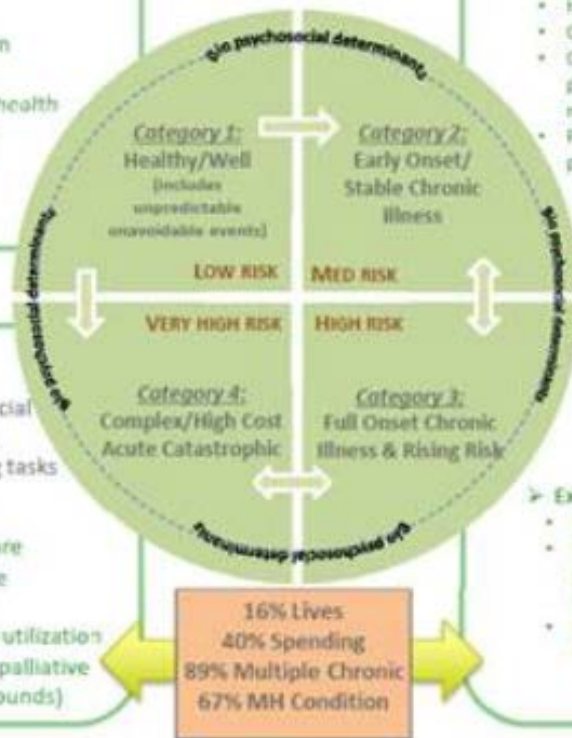 Bio psychosocial determinants
health
Category 1:
Healthy/Well
(includes
unpredictable
unavoidable events)
LOW RISK
Category 2:
Early Onset/
Stable Chronic
Illness
MED RISK
Bio psychosocial determinants
Bio psychosocial determinants
VERY HIGH RISK
Category 4:
Complex/High Cost
Acute Catastrophic
HIGH RISK
Category 3:
Full Onset Chronic
Illness & Rising Risk
tasks
Bio psychosocial determinants
utilization
palliative
16% Lives
40% Spending
89% Multiple Chronic
67% MH Condition